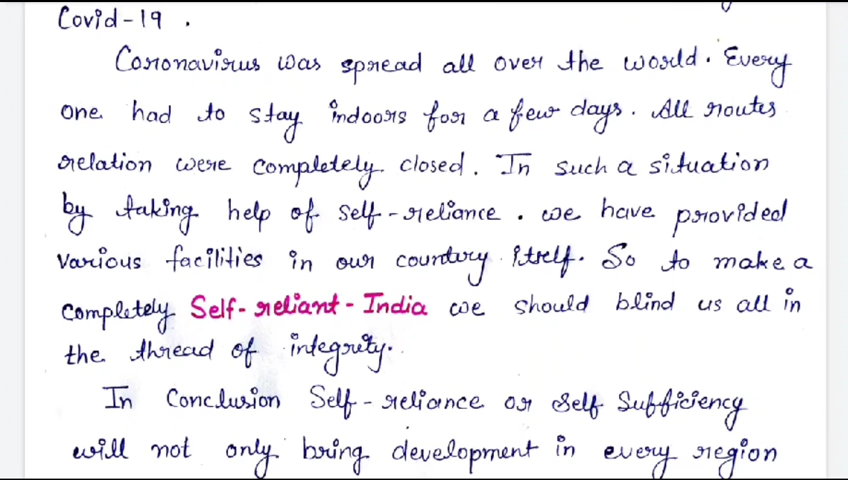 Covid-19 .
Coronavirus was spread all over the world. Every
one had to stay indoors for a few days. All routes
relation were completely closed. In such a situation
by taking help of self-reliance. we have provided
various facilities in our country itself. So to make a
completely Self-reliant-India we should blind us all in
the thread of integrety.
In Conclusion Self-reliance or Self Sufficiency
will not only bring development in every region